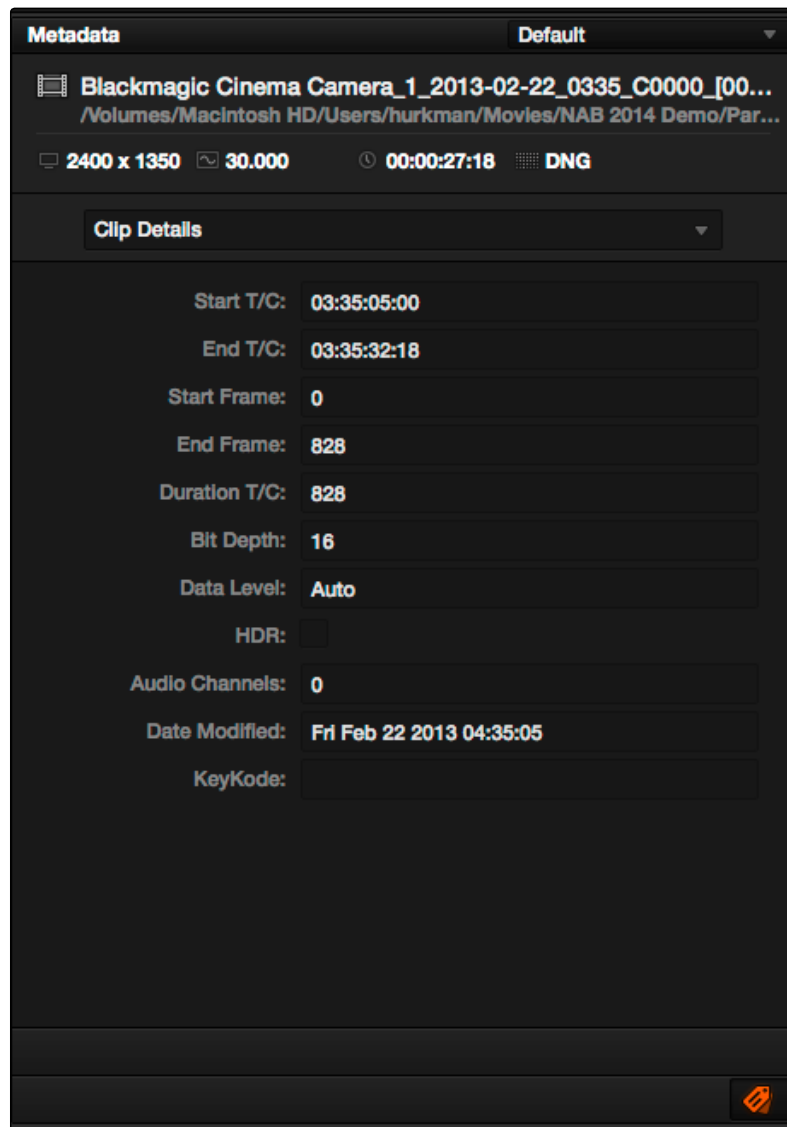 Metadata Default
Blackmagic Cinema Camera_1_2013-02-22_0335_C0000_[00...
/Volumes/Macintosh HD/Users/hurkman/Movies/NAB 2014 Demo/Par...
2400 x 1350 30.000 00:00:27:18 DNG
Clip Details
Start T/C: 03:35:05:00
End T/C: 03:35:32:18
Start Frame: 0
End Frame: 828
Duration T/C: 828
Bit Depth: 16
Data Level: Auto
HDR:
Audio Channels: 0
Date Modified: Fri Feb 22 2013 04:35:05
KeyKode: